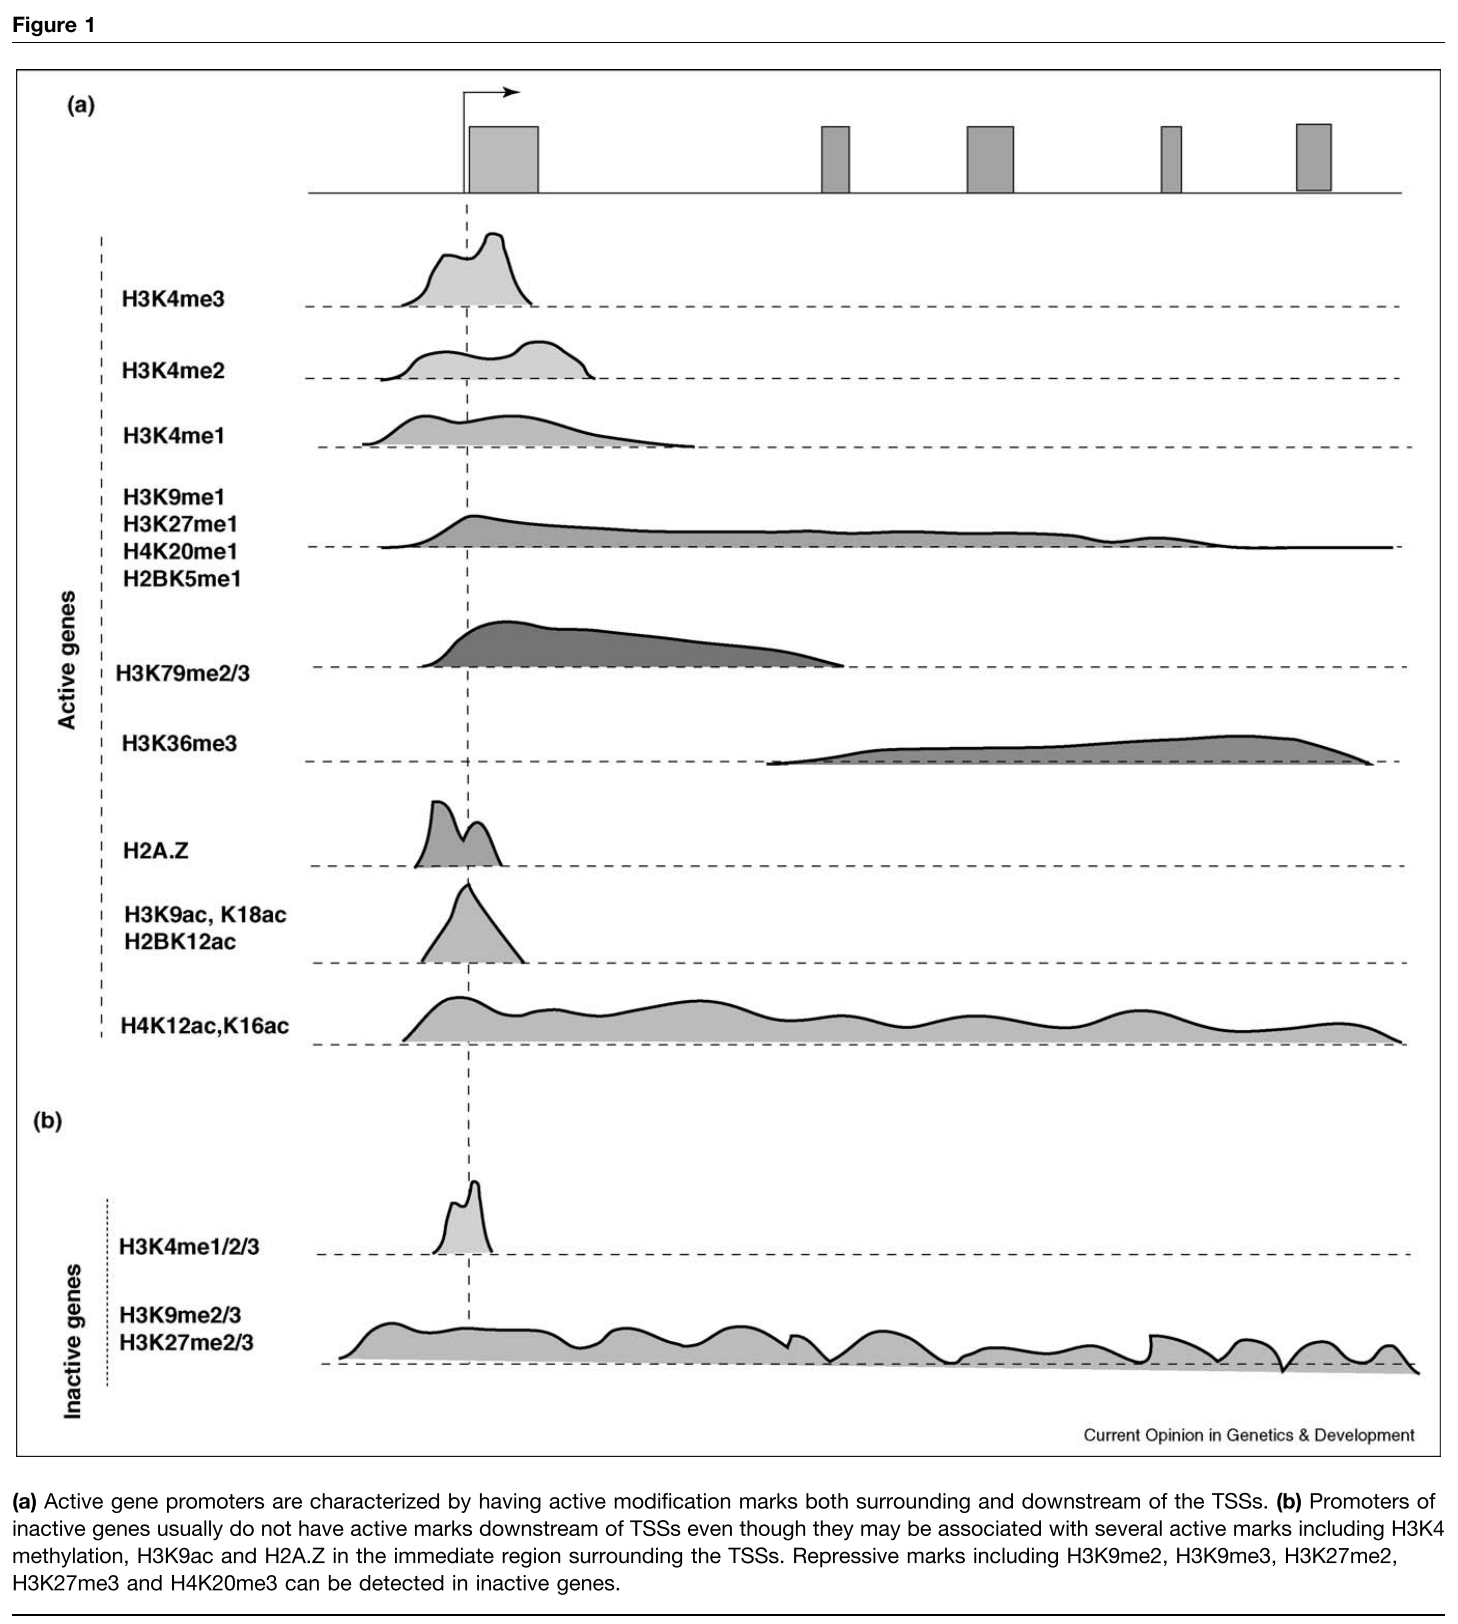 Figure 1
(a)
H3K4me3
H3K4me2
H3K4me1
H3K9me1
H3K27me1
H4K20me1
H2BK5me1
H3K79me2/3
H3K36me3
H2A.Z
H3K9ac, K18ac
H2BK12ac
H4K12ac,K16ac
Active genes
(b)
H3K4me1/2/3
H3K9me2/3
H3K27me2/3
Inactive genes
Current Opinion in Genetics & Development
(a) Active gene promoters are characterized by having active modification marks both surrounding and downstream of the TSSs. (b) Promoters of
inactive genes usually do not have active marks downstream of TSSs even though they may be associated with several active marks including H3K4
methylation, H3K9ac and H2A.Z in the immediate region surrounding the TSSs. Repressive marks including H3K9me2, H3K9me3, H3K27me2,
H3K27me3 and H4K20me3 can be detected in inactive genes.